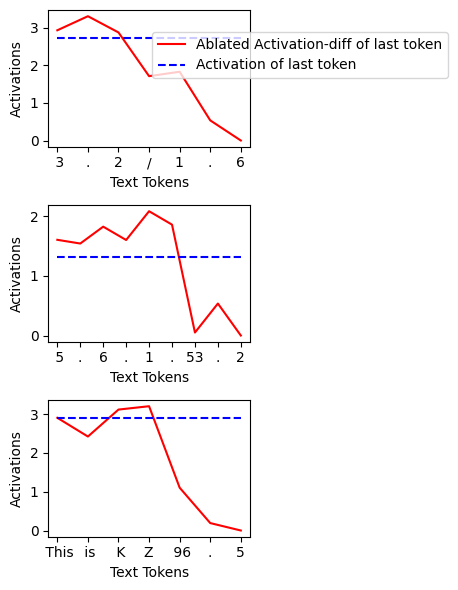 3
2
1
0
Activations
Ablated Activation-diff of last token
Activation of last token
3 . 2 / 1 . 6
Text Tokens
2
1
0
Activations
5 . 6 . 1 . 53 . 2
Text Tokens
3
2
1
0
Activations
This is K Z 96 . 5
Text Tokens